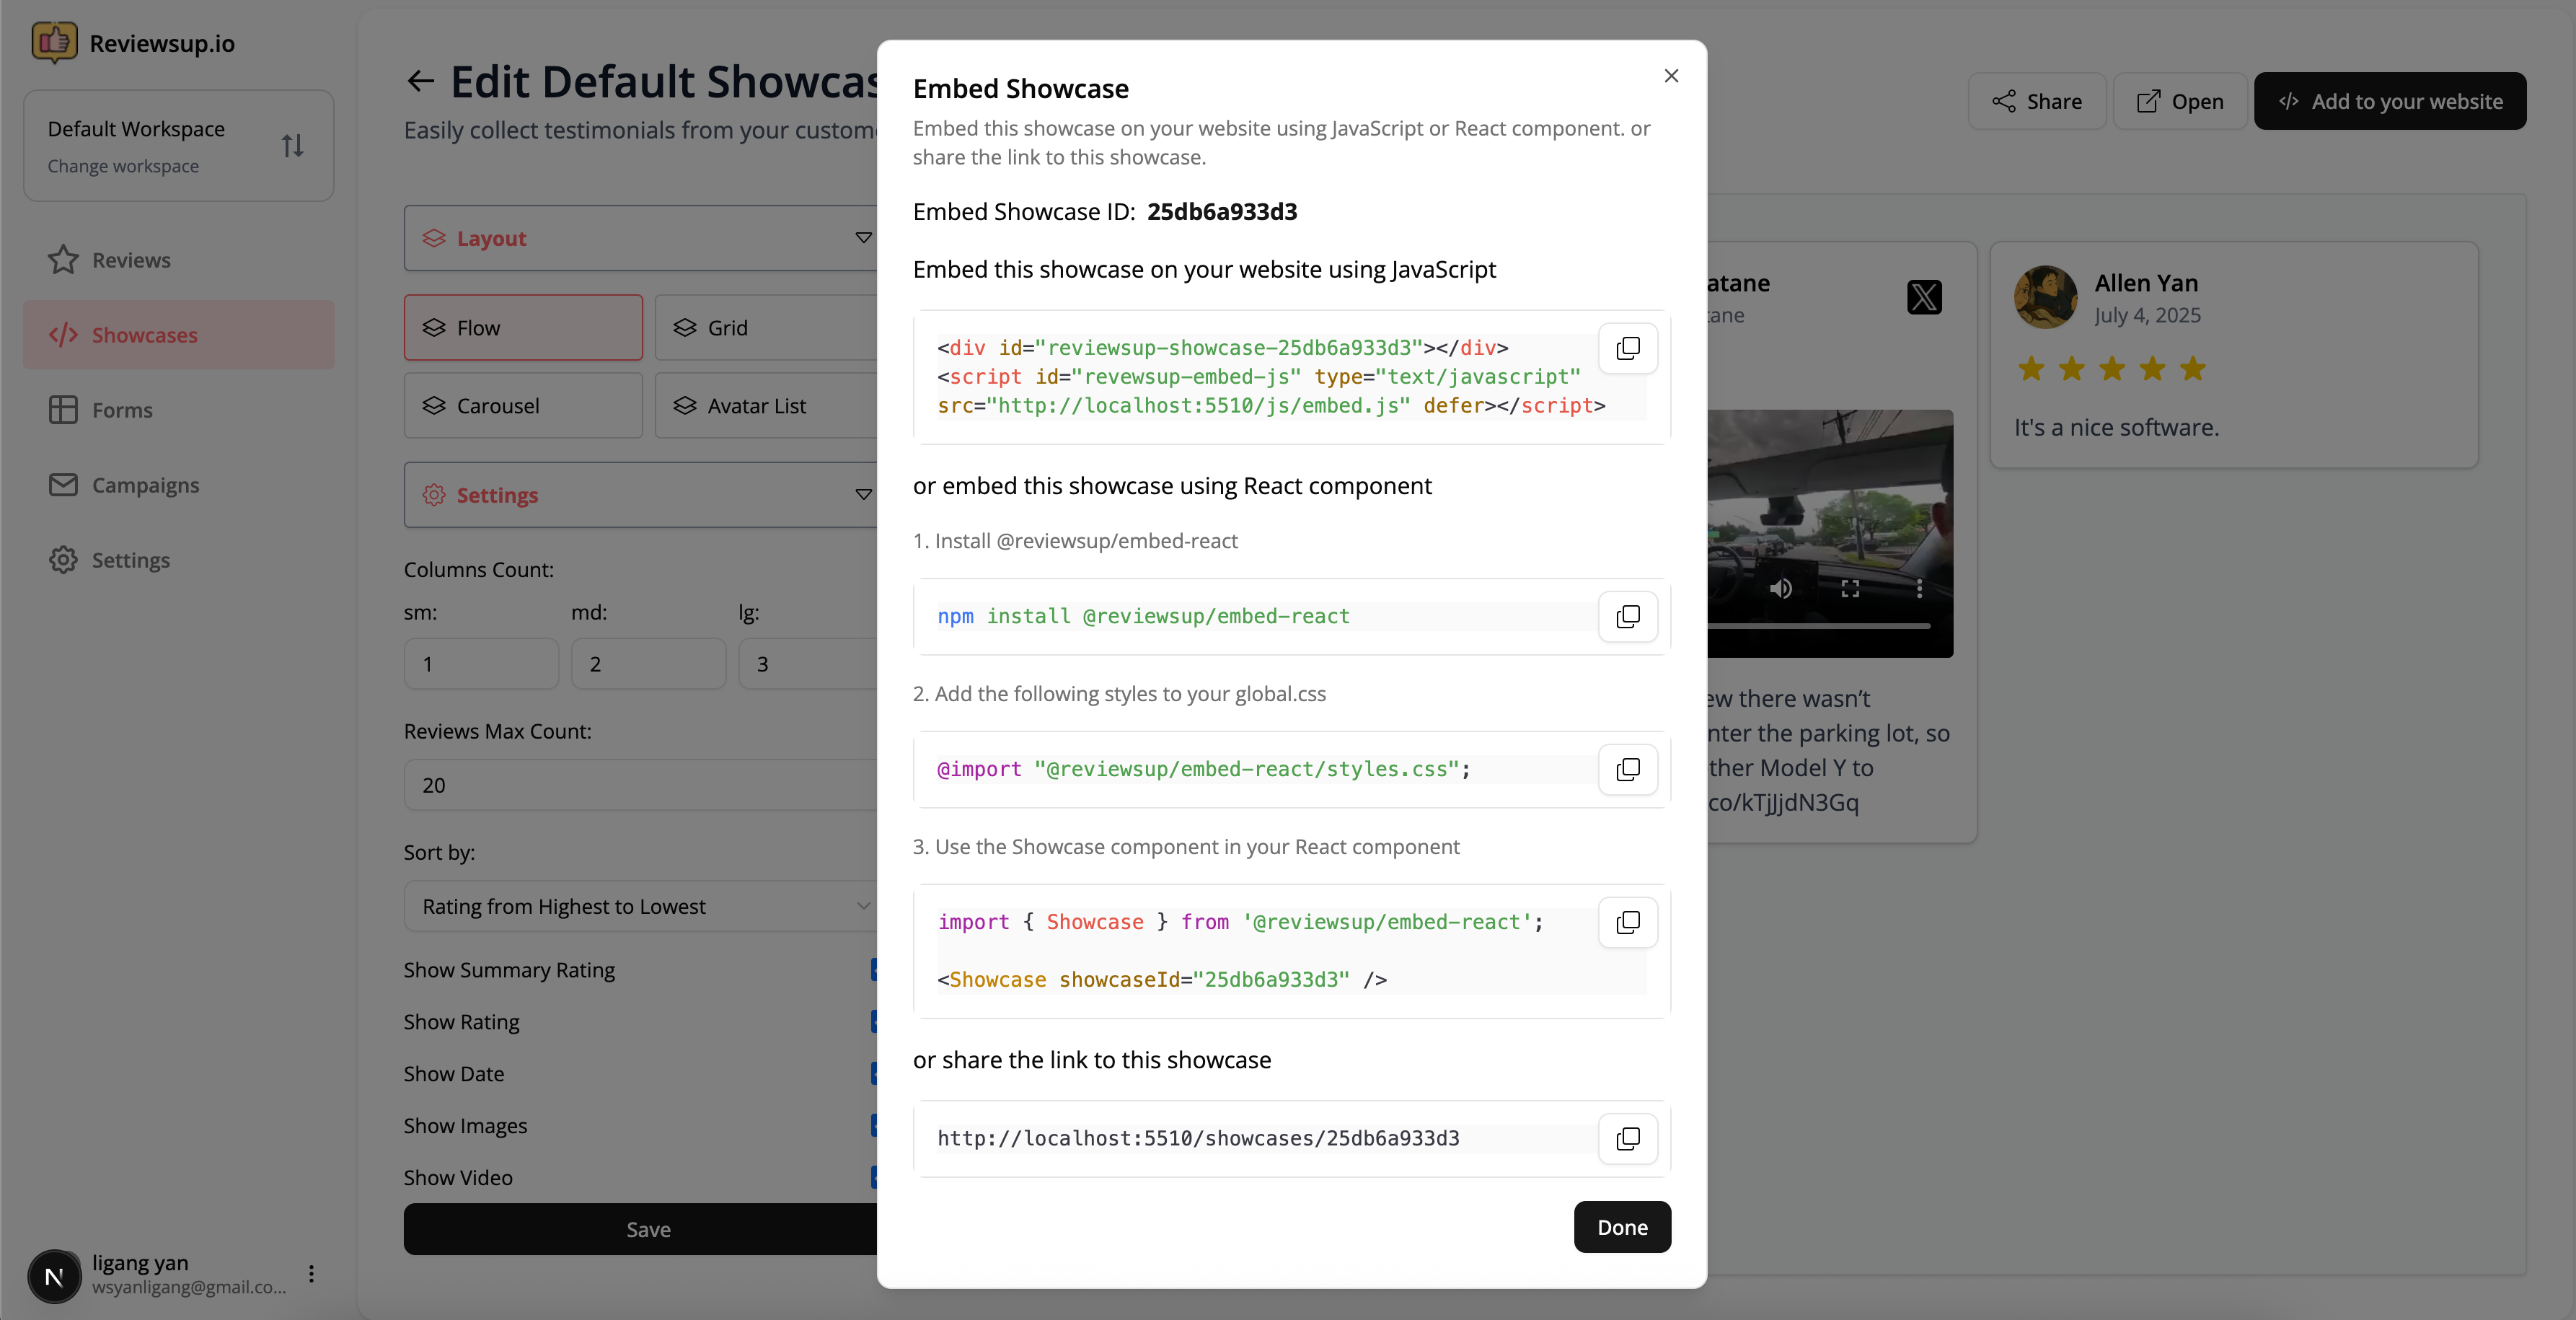 Reviewsup.io
Default Workspace
Change workspace
Reviews
Showcases
Forms
Campaigns
Settings
ligang yan
wsyanligang@gmail.co...
N
Edit Default Showcas
Easily collect testimonials from your custome
Share
Open
Add to your website
Layout
Flow
Grid
Carousel
Avatar List
Settings
Columns Count:
sm:
md:
lg:
1
2
3
Reviews Max Count:
20
Sort by:
Rating from Highest to Lowest
Show Summary Rating
Show Rating
Show Date
Show Images
Show Video
Save
Embed Showcase
Embed this showcase on your website using JavaScript or React component. or
share the link to this showcase.
Embed Showcase ID: 25db6a933d3
Embed this showcase on your website using JavaScript
<div id="reviewsup-showcase-25db6a933d3"></div>
<script id="revewsup-embed-js" type="text/javascript"
src="http://localhost:5510/js/embed.js" defer></script>
or embed this showcase using React component
1. Install @reviewsup/embed-react
npm install @reviewsup/embed-react
2. Add the following styles to your global.css
@import "@reviewsup/embed-react/styles.css";
3. Use the Showcase component in your React component
import { Showcase } from '@reviewsup/embed-react';
<Showcase showcaseId="25db6a933d3" />
or share the link to this showcase
http://localhost:5510/showcases/25db6a933d3
Done
atane
tane
ew there wasn't
nter the parking lot, so
ther Model Y to
co/kTjJjdN3Gq
Allen Yan
July 4, 2025
It's a nice software.